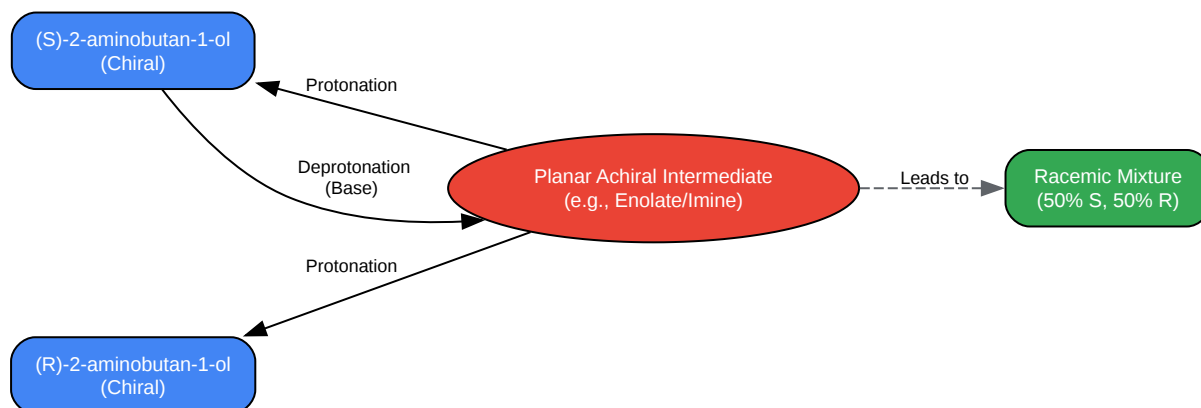 (S)-2-aminobutan-1-ol
(Chiral)
Protonation
Deprotonation
(Base)
Planar Achiral Intermediate
(e.g., Enolate/Imine)
Leads to
Racemic Mixture
(50% S, 50% R)
Protonation
(R)-2-aminobutan-1-ol
(Chiral)